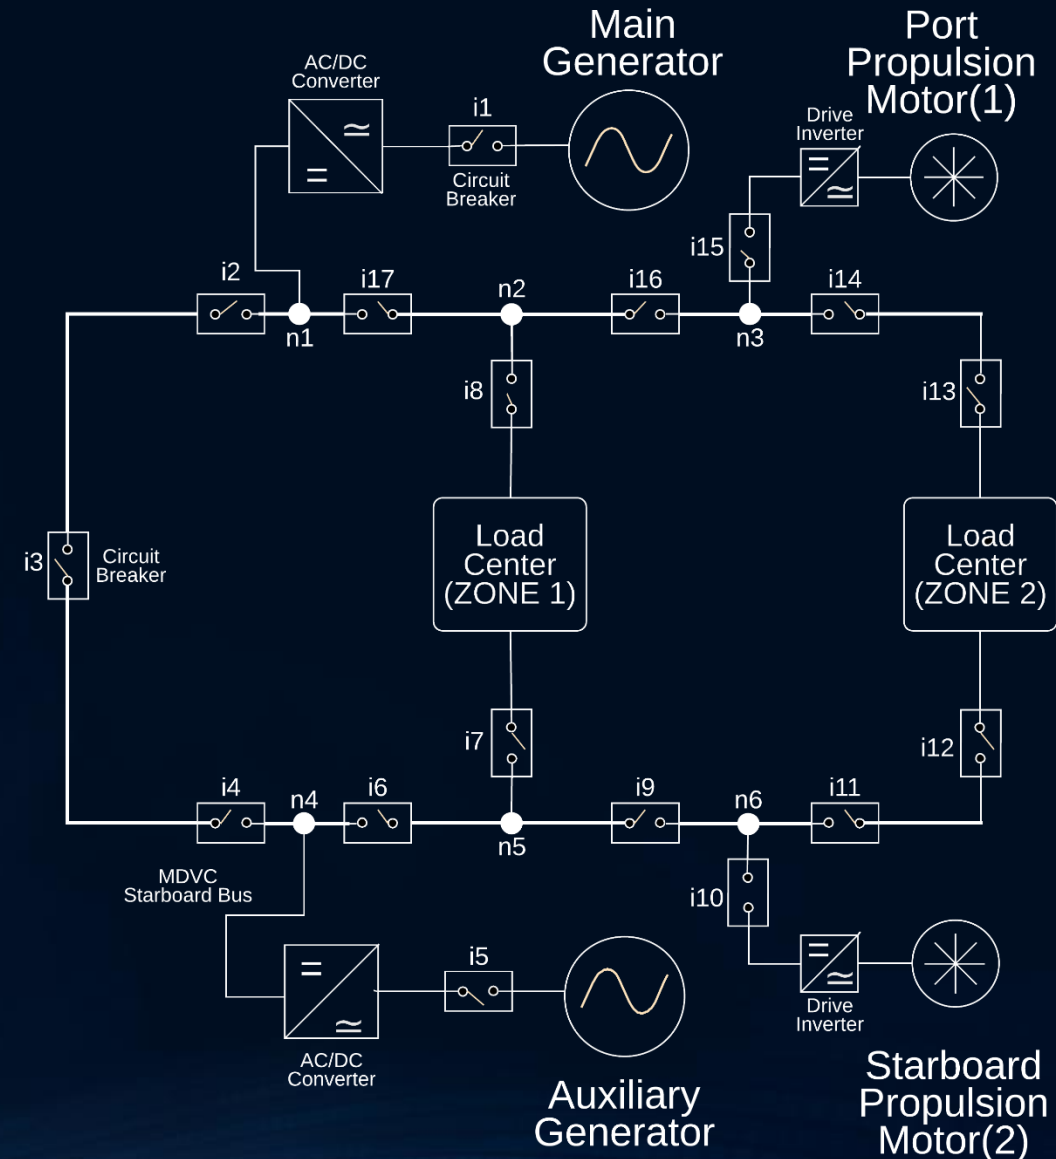 Main
Generator
Port
Propulsion
Motor(1)
AC/DC
Converter
i1
Circuit
Breaker
Drive
Inverter
i15
i2
i17
n2
i16
i14
n1
n3
i8
i13
Load
Center
(ZONE 1)
Load
Center
(ZONE 2)
i3
Circuit
Breaker
i7
i12
i4
n4
i6
i9
n6
i11
n5
MDVC
Starboard Bus
i10
i5
AC/DC
Converter
Drive
Inverter
Auxiliary
Generator
Starboard
Propulsion
Motor(2)